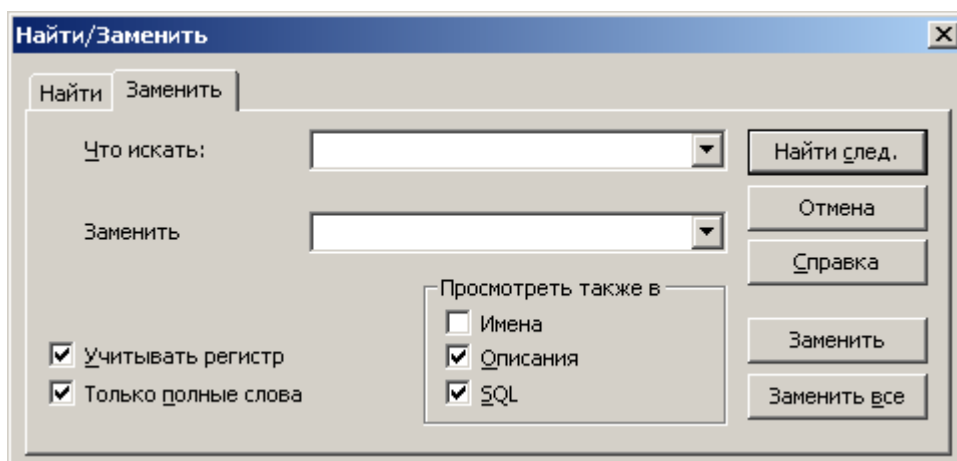 Найти/Заменить
Найти
Заменить
Что искать:
Найти след.
Отмена
Заменить
Справка
Просмотреть также в
Имена
Заменить
Учитывать регистр
Описания
Только полные слова
SQL
Заменить все